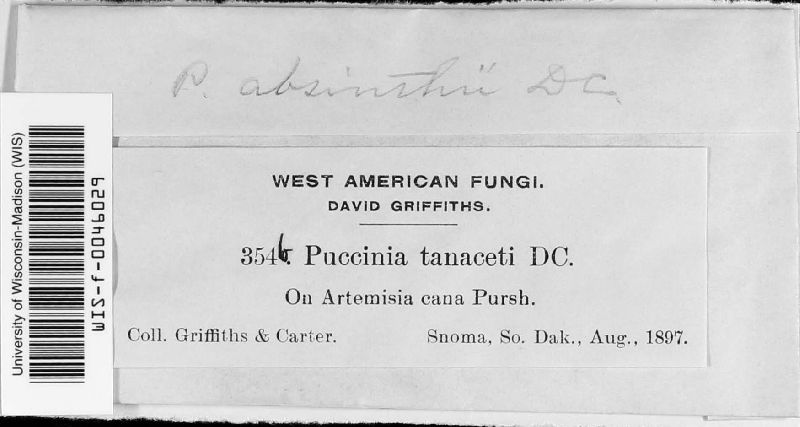 P. absinthii DC.
University of Wisconsin-Madison (WIS)
WIS-f-0046029
WEST AMERICAN FUNGI.
DAVID GRIFFITHS.
354b. Puccinia tanaceti DC.
On Artemisia cana Pursh.
Coll. Griffiths & Carter. Snoma, So. Dak., Aug., 1897.